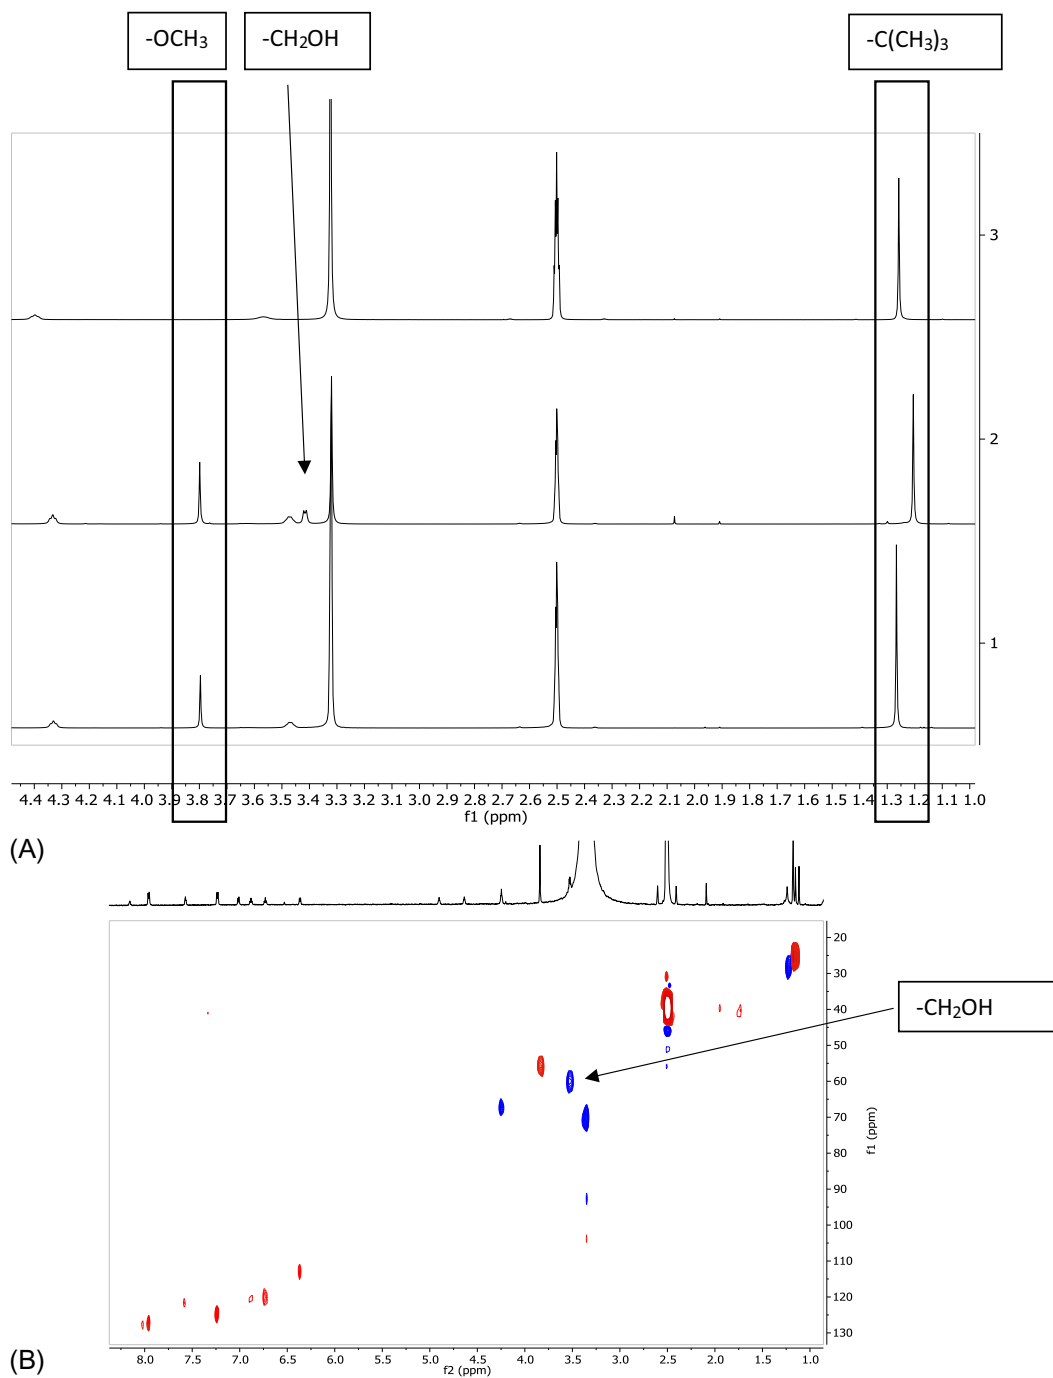 -OCH3 -CH2OH -C(CH3)3
3
2
1
4.4 4.3 4.2 4.1 4.0 3.9 3.8 3.7 3.6 3.5 3.4 3.3 3.2 3.1 3.0 2.9 2.8 2.7 2.6 2.5 2.4 2.3 2.2 2.1 2.0 1.9 1.8 1.7 1.6 1.5 1.4 1.3 1.2 1.1 1.0
f1 (ppm)
(A)
20
30
-CH2OH
40
50
60
70
80
90
100
110
120
130
f1 (ppm)
8.0 7.5 7.0 6.5 6.0 5.5 5.0 4.5 4.0 3.5 3.0 2.5 2.0 1.5 1.0
f2 (ppm)
(B)